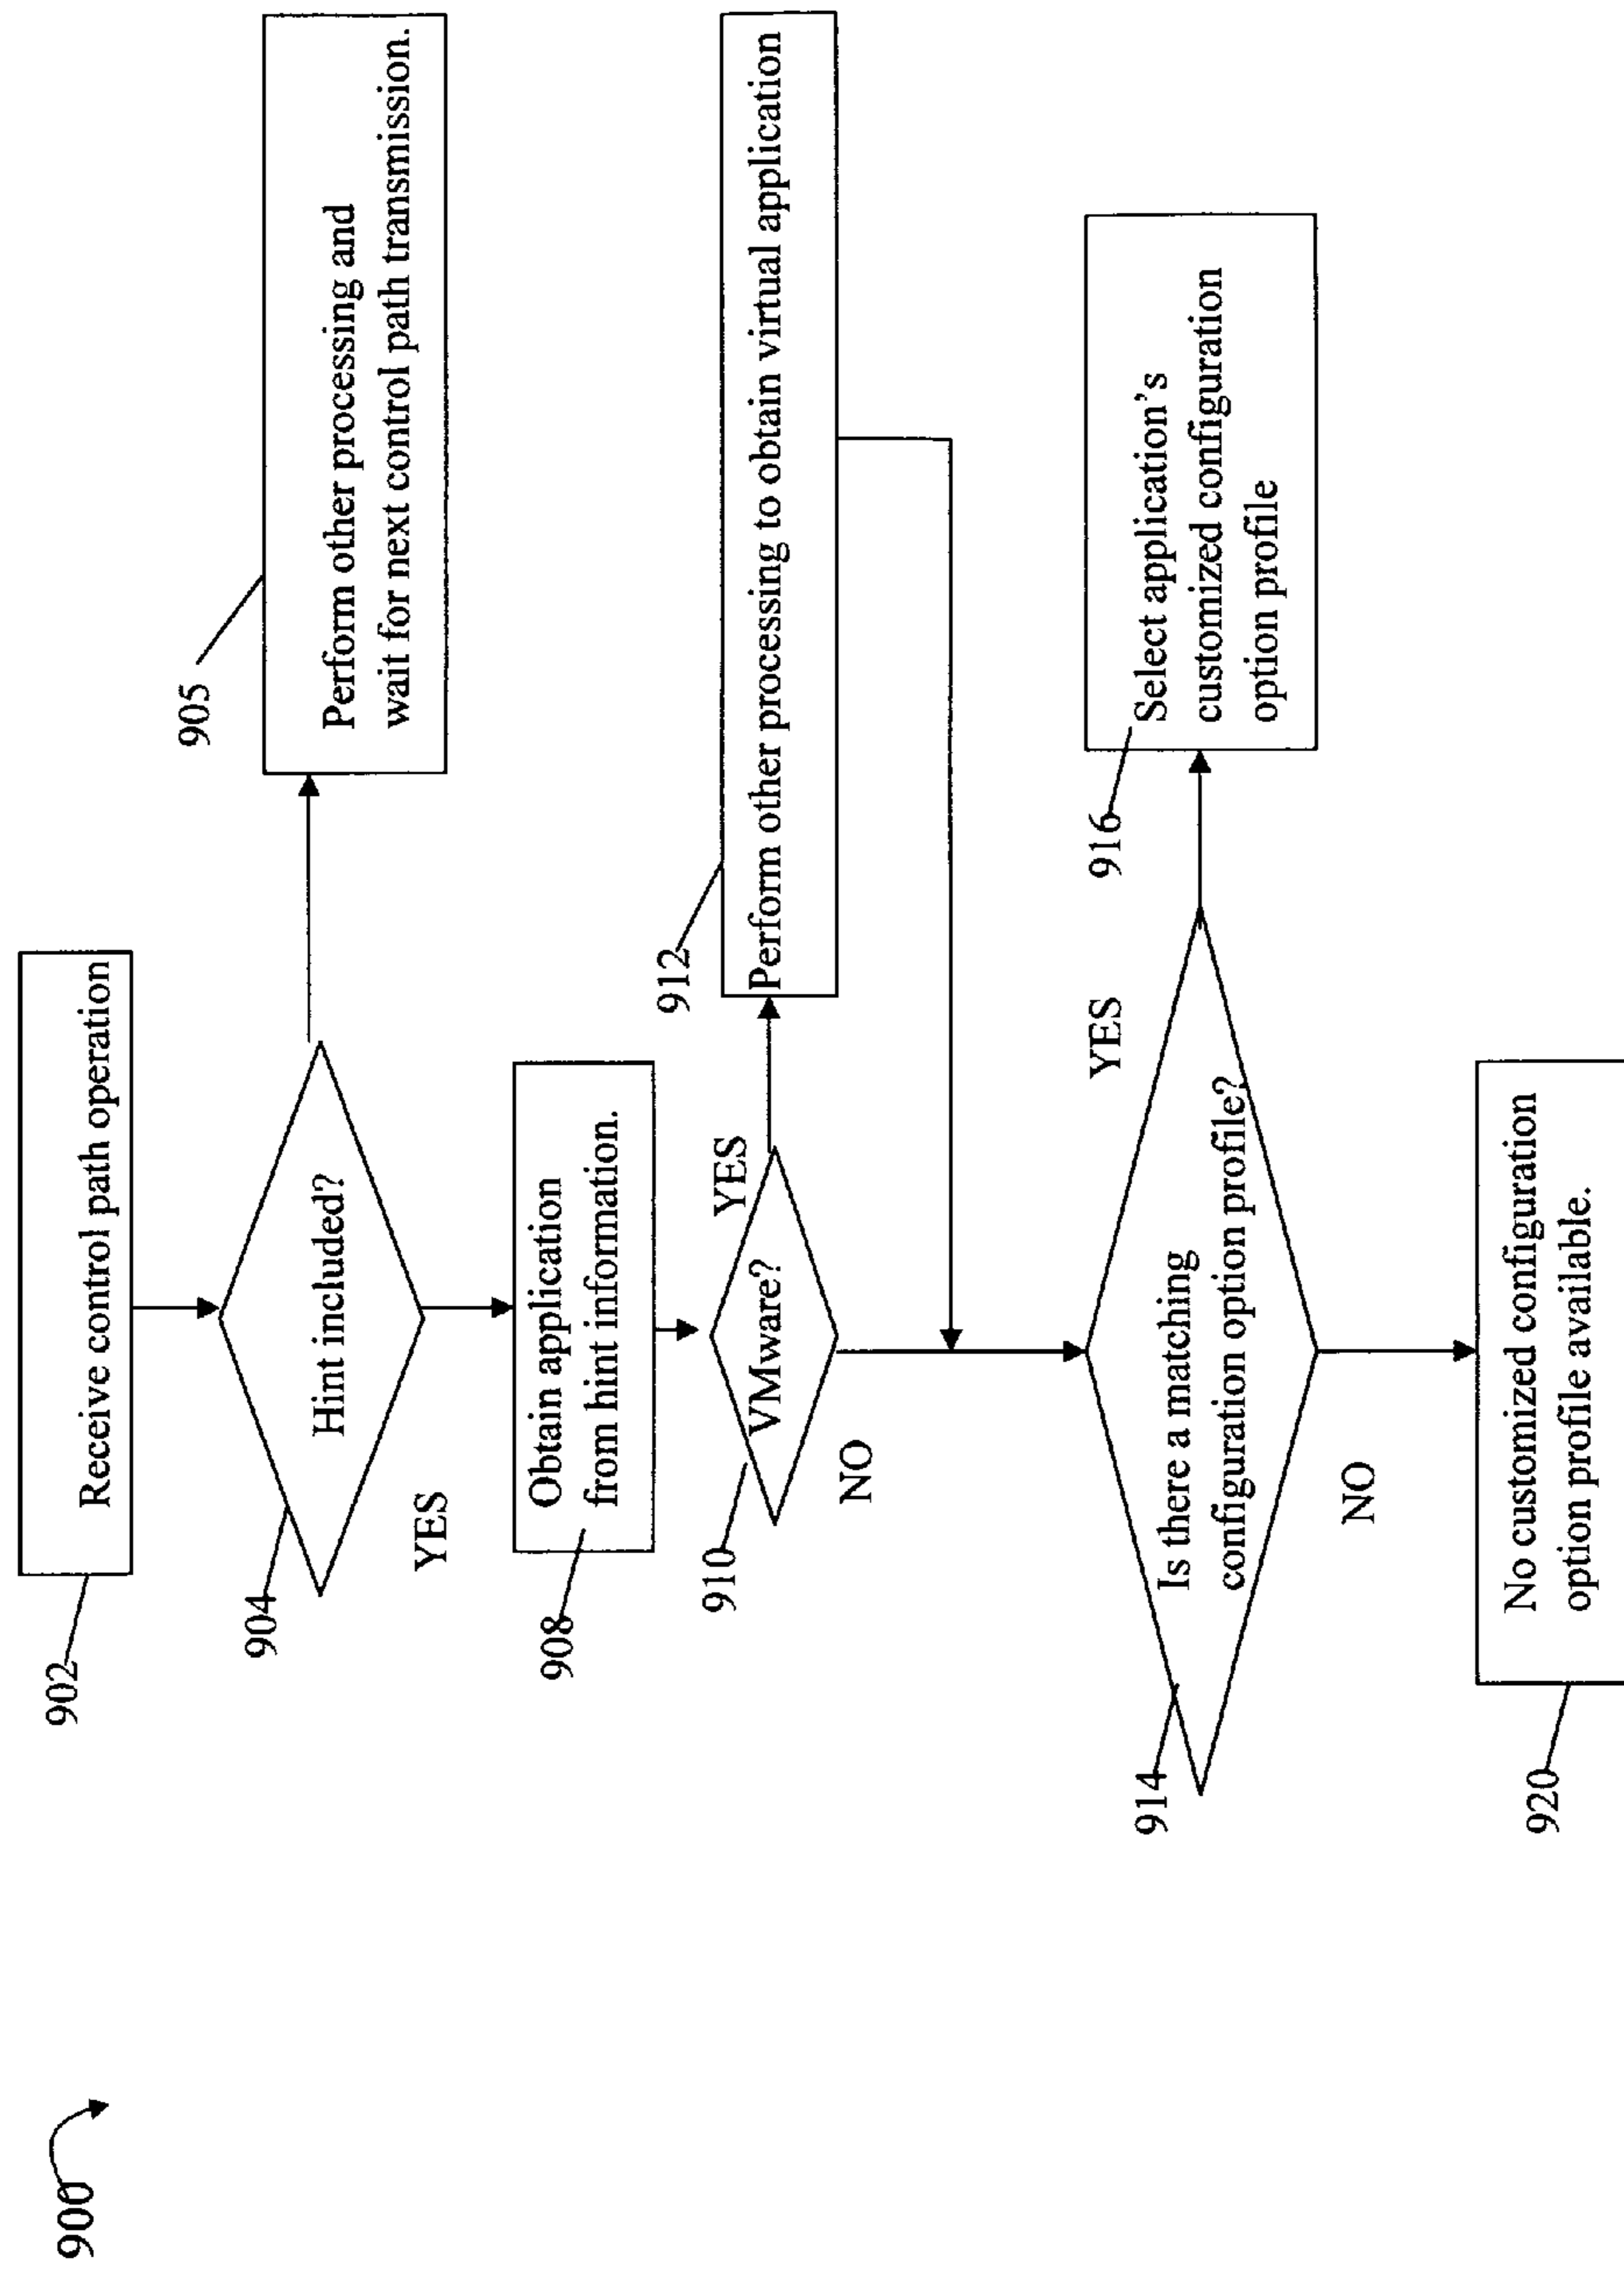 900
902
Receive control path operation
904
Hint included?
905
Perform other processing and
wait for next control path transmission.
YES
908
Obtain application
from hint information.
910
VMware?
YES
912
Perform other processing to obtain virtual application
NO
914
Is there a matching
configuration option profile?
YES
916
Select application's
customized configuration
option profile
NO
920
No customized configuration
option profile available.